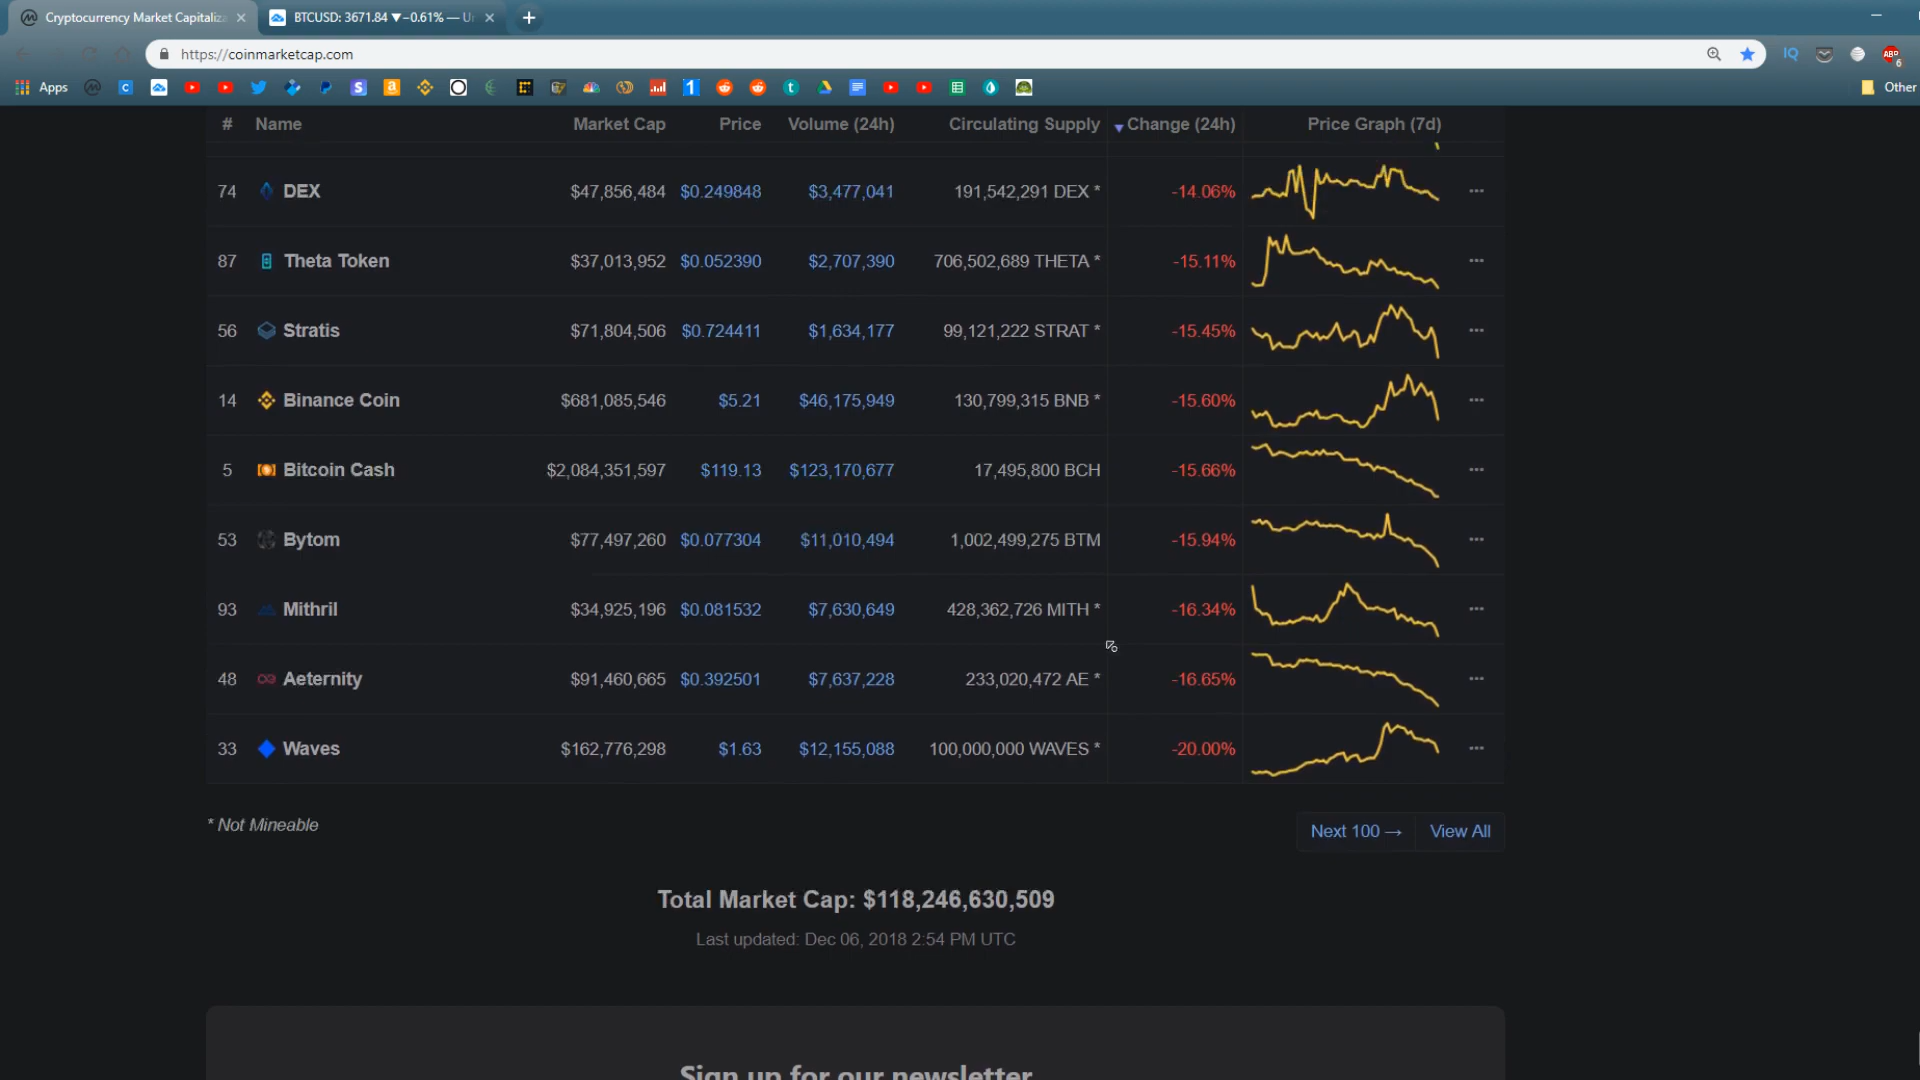 Cryptocurrency Market Capitaliza
BTCUSD: 3671.84 ▼−0.61% — U
https://coinmarketcap.com
IQ
ABP
6
Apps
C
S
a
1
t
Other
# Name Market Cap Price Volume (24h) Circulating Supply ▼ Change (24h) Price Graph (7d)
74 DEX $47,856,484 $0.249848 $3,477,041 191,542,291 DEX * -14.06% ···
87 Theta Token $37,013,952 $0.052390 $2,707,390 706,502,689 THETA * -15.11% ···
56 Stratis $71,804,506 $0.724411 $1,634,177 99,121,222 STRAT * -15.45% ···
14 Binance Coin $681,085,546 $5.21 $46,175,949 130,799,315 BNB * -15.60% ···
5 Bitcoin Cash $2,084,351,597 $119.13 $123,170,677 17,495,800 BCH -15.66% ···
53 Bytom $77,497,260 $0.077304 $11,010,494 1,002,499,275 BTM -15.94% ···
93 Mithril $34,925,196 $0.081532 $7,630,649 428,362,726 MITH * -16.34% ···
48 Aeternity $91,460,665 $0.392501 $7,637,228 233,020,472 AE * -16.65% ···
33 Waves $162,776,298 $1.63 $12,155,088 100,000,000 WAVES * -20.00% ···
* Not Mineable
Next 100 → View All
Total Market Cap: $118,246,630,509
Last updated: Dec 06, 2018 2:54 PM UTC
Sign up for our newsletter